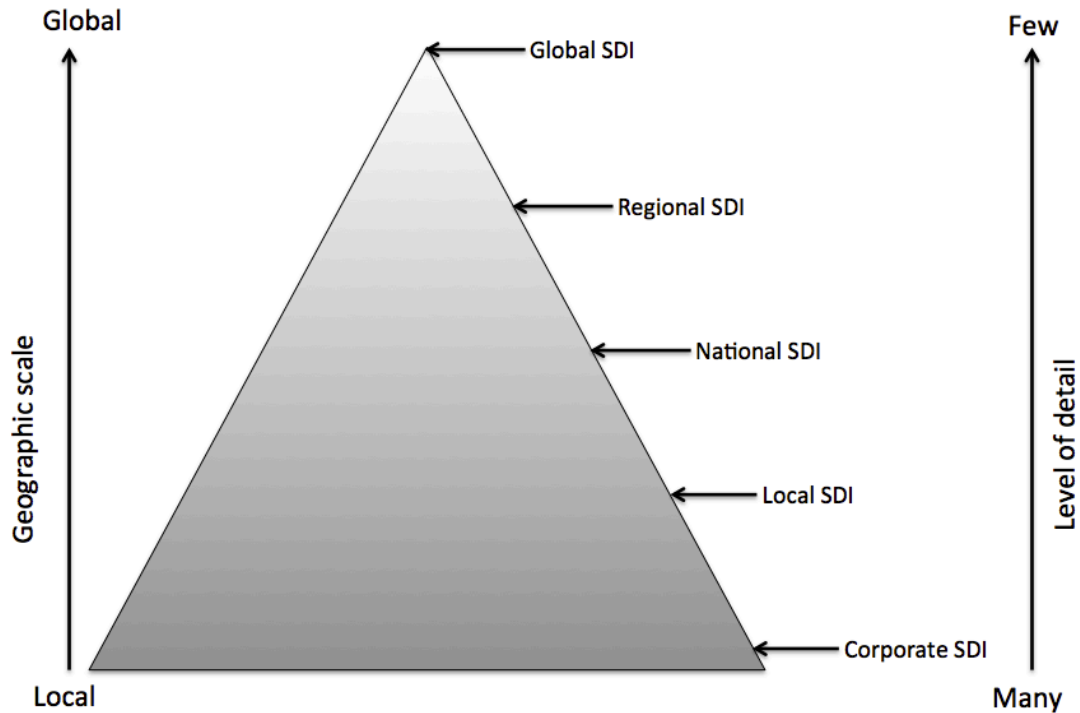 Global
Few
Global SDI
Regional SDI
National SDI
Local SDI
Corporate SDI
Geographic scale
Level of detail
Local
Many